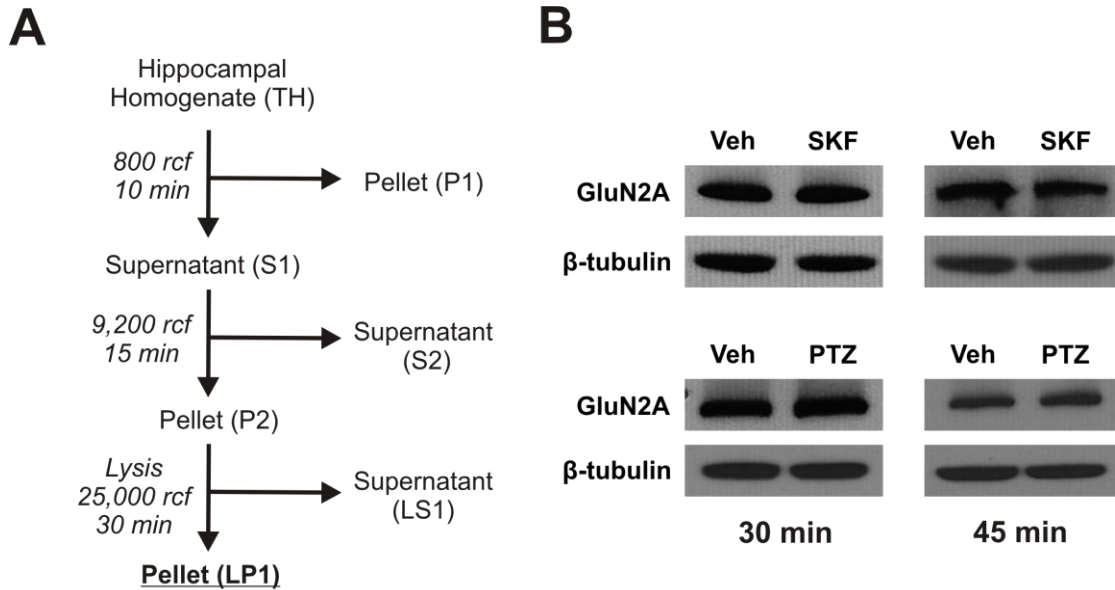 A
Hippocampal
Homogenate (TH)
800 rcf
10 min
Pellet (P1)
Supernatant (S1)
9,200 rcf
15 min
Supernatant
(S2)
Pellet (P2)
Lysis
25,000 rcf
30 min
Supernatant
(LS1)
Pellet (LP1)
B
Veh SKF Veh SKF
GluN2A
β-tubulin
Veh PTZ Veh PTZ
GluN2A
β-tubulin
30 min 45 min